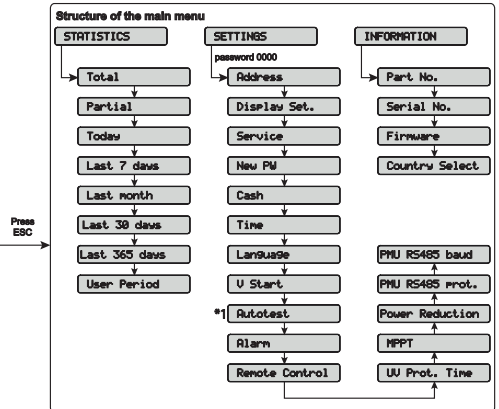 Structure of the main menu
STATISTICS
Total
Partial
Today
Last 7 days
Last month
Last 30 days
Last 365 days
User Period
SETTINGS
password 0000
Address
Display Set.
Service
New PW
Cash
Time
Language
V Start
*1 Autotest
Alarm
Remote Control
INFORMATION
Part No.
Serial No.
Firmware
Country Select
PMU RS485 baud
PMU RS485 prot.
Power Reduction
MPPT
UV Prot. Time
Press
ESC